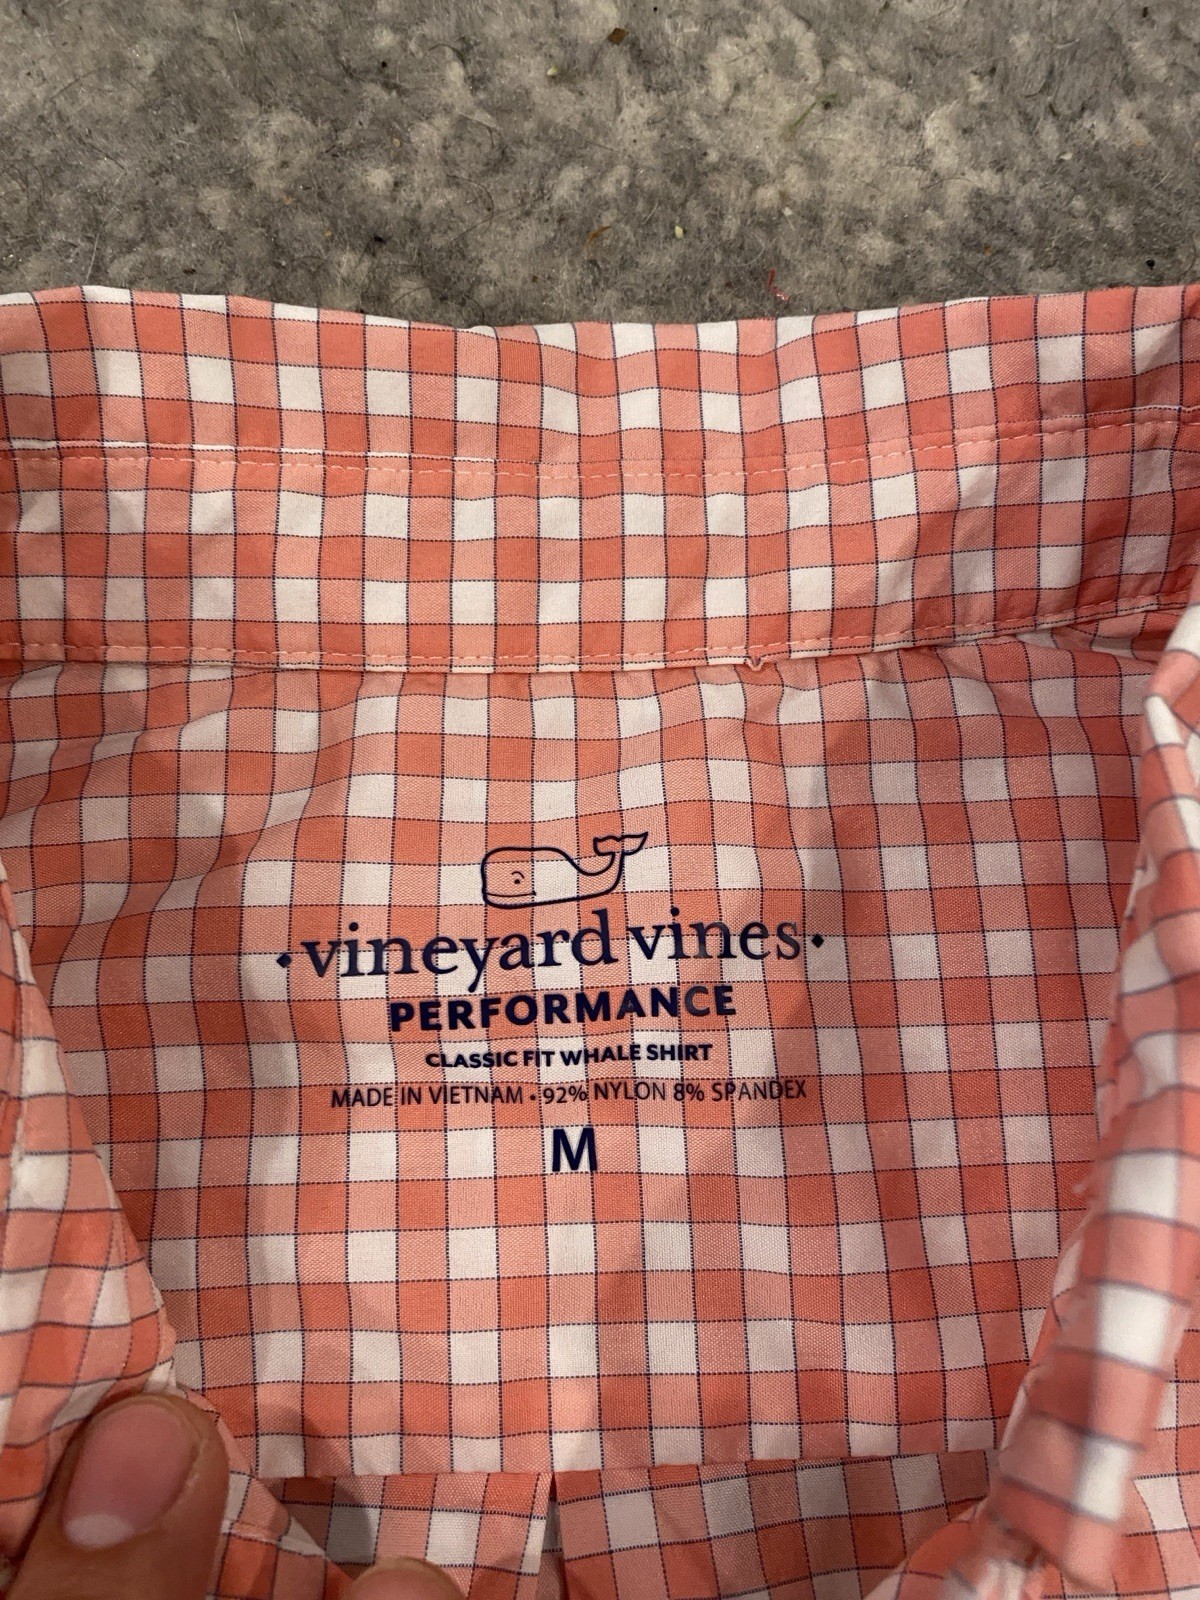 vineyard vines
PERFORMANCE
CLASSIC FIT WHALE SHIRT
MADE IN VIETNAM • 92% NYLON 8% SPANDEX
M